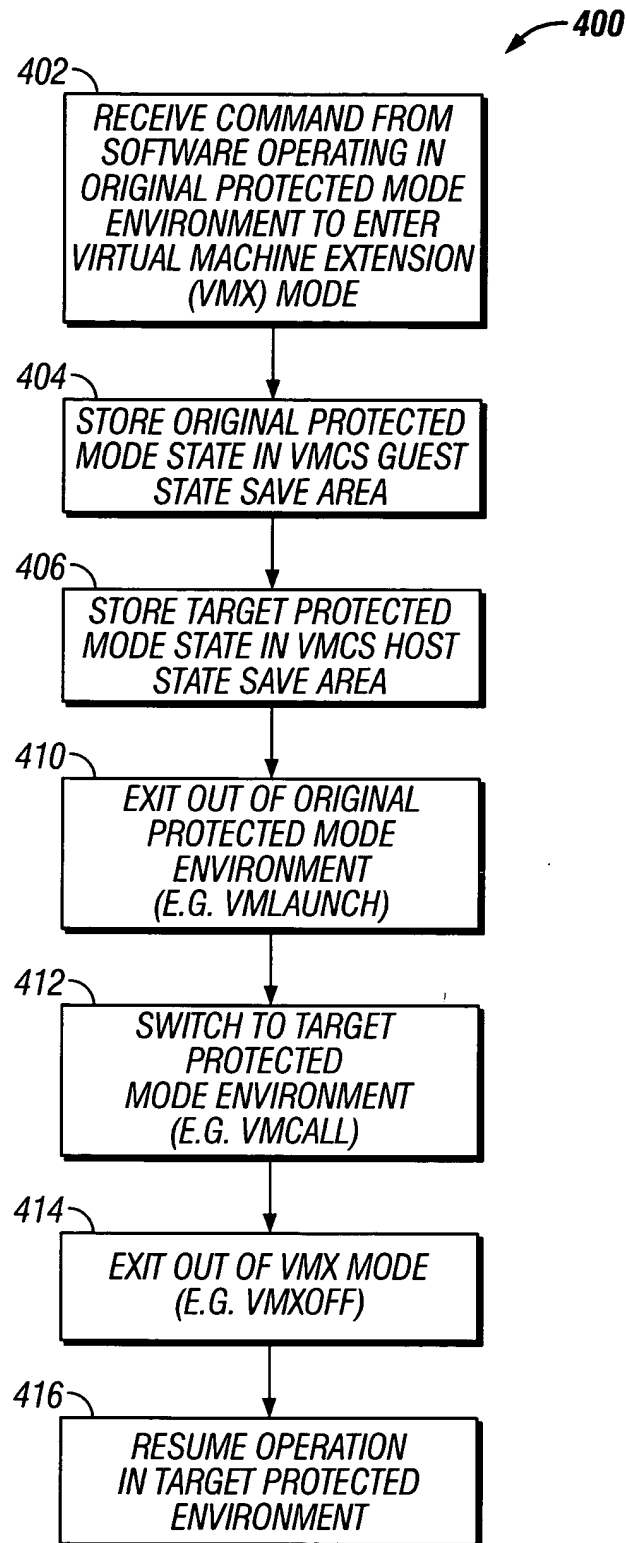 400
402
RECEIVE COMMAND FROM
SOFTWARE OPERATING IN
ORIGINAL PROTECTED MODE
ENVIRONMENT TO ENTER
VIRTUAL MACHINE EXTENSION
(VMX) MODE
404
STORE ORIGINAL PROTECTED
MODE STATE IN VMCS GUEST
STATE SAVE AREA
406
STORE TARGET PROTECTED
MODE STATE IN VMCS HOST
STATE SAVE AREA
410
EXIT OUT OF ORIGINAL
PROTECTED MODE
ENVIRONMENT
(E.G. VMLAUNCH)
412
SWITCH TO TARGET
PROTECTED
MODE ENVIRONMENT
(E.G. VMCALL)
414
EXIT OUT OF VMX MODE
(E.G. VMXOFF)
416
RESUME OPERATION
IN TARGET PROTECTED
ENVIRONMENT